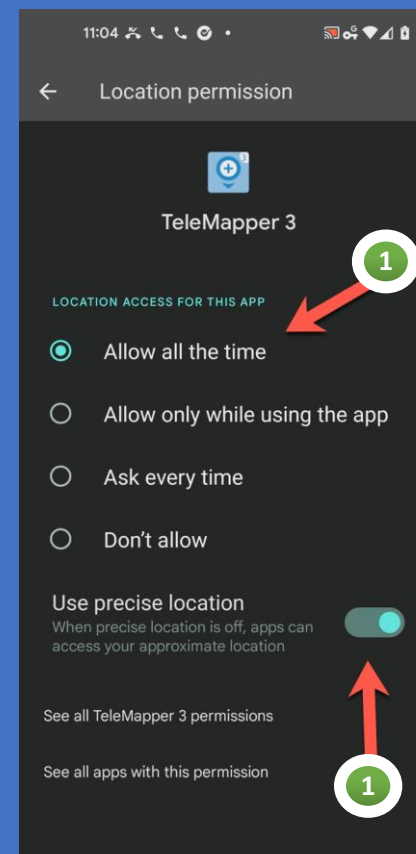 11:04
G
Location permission
3
TeleMapper 3
1
LOCATION ACCESS FOR THIS APP
Allow all the time
Allow only while using the app
Ask every time
Don't allow
Use precise location
When precise location is off, apps can
access your approximate location
See all TeleMapper 3 permissions
See all apps with this permission
1